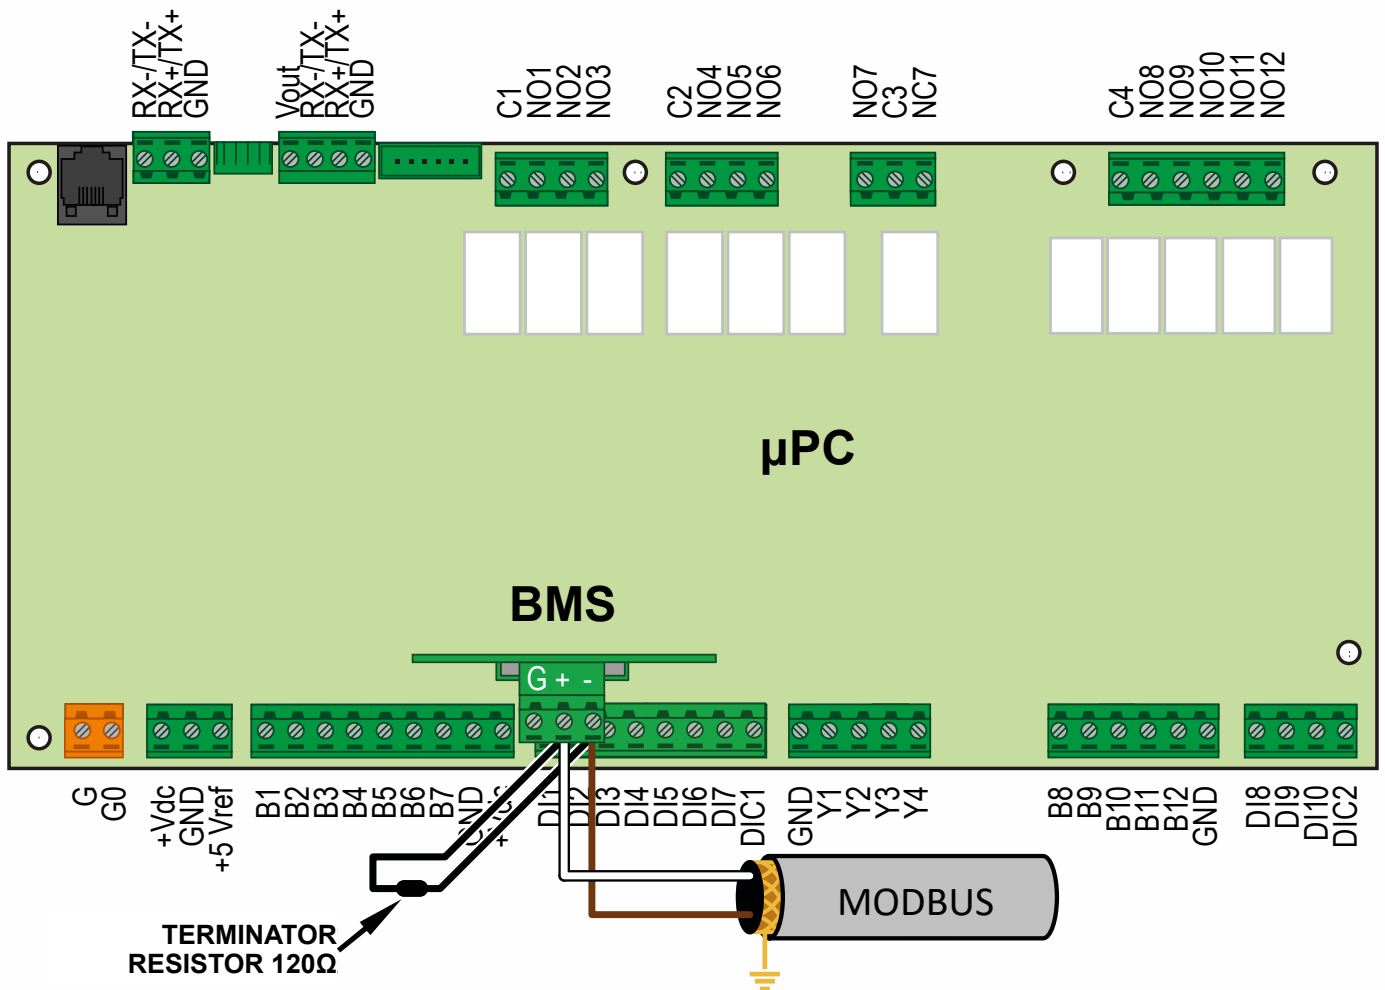 RX-/TX-
RX+/TX+
GND
Vout
RX-/TX-
RX+/TX+
GND
C1
NO1
NO2
NO3
C2
NO4
NO5
NO6
NO7
C3
NC7
C4
NO8
NO9
NO10
NO11
NO12
µPC
BMS
G + -
G
G0
+Vdc
GND
+5 Vref
B1
B2
B3
B4
B5
B6
B7
GND
DI1
DI2
DI3
DI4
DI5
DI6
DI7
DIC1
GND
Y1
Y2
Y3
Y4
B8
B9
B10
B11
B12
GND
DI8
DI9
DI10
DIC2
MODBUS
TERMINATOR
RESISTOR 120Ω